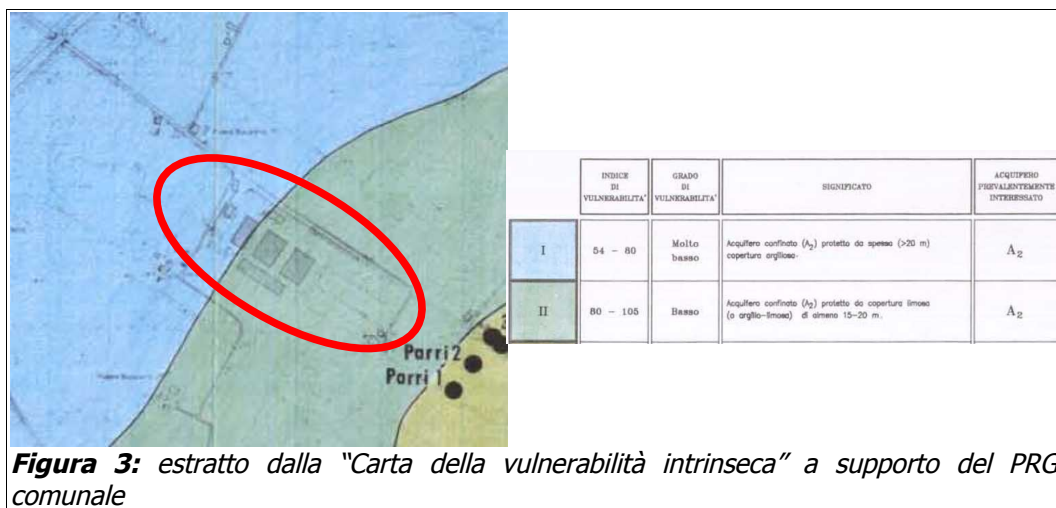 Parri 2
Parri 1
INDICE DI VULNERABILITA'
GRADO DI VULNERABILITA'
SIGNIFICATO
ACQUIFERO PREVALENTEMENTE INTERESSATO
I
54 - 80
Molto basso
Acquifero confinato (A2) protetto da spessa (>20 m)
copertura argillosa.
A2
II
80 - 105
Basso
Acquifero confinato (A2) protetto da copertura limosa
(o argillo-limosa) di almeno 15-20 m.
A2
Figura 3: estratto dalla "Carta della vulnerabilità intrinseca" a supporto del PRG
comunale